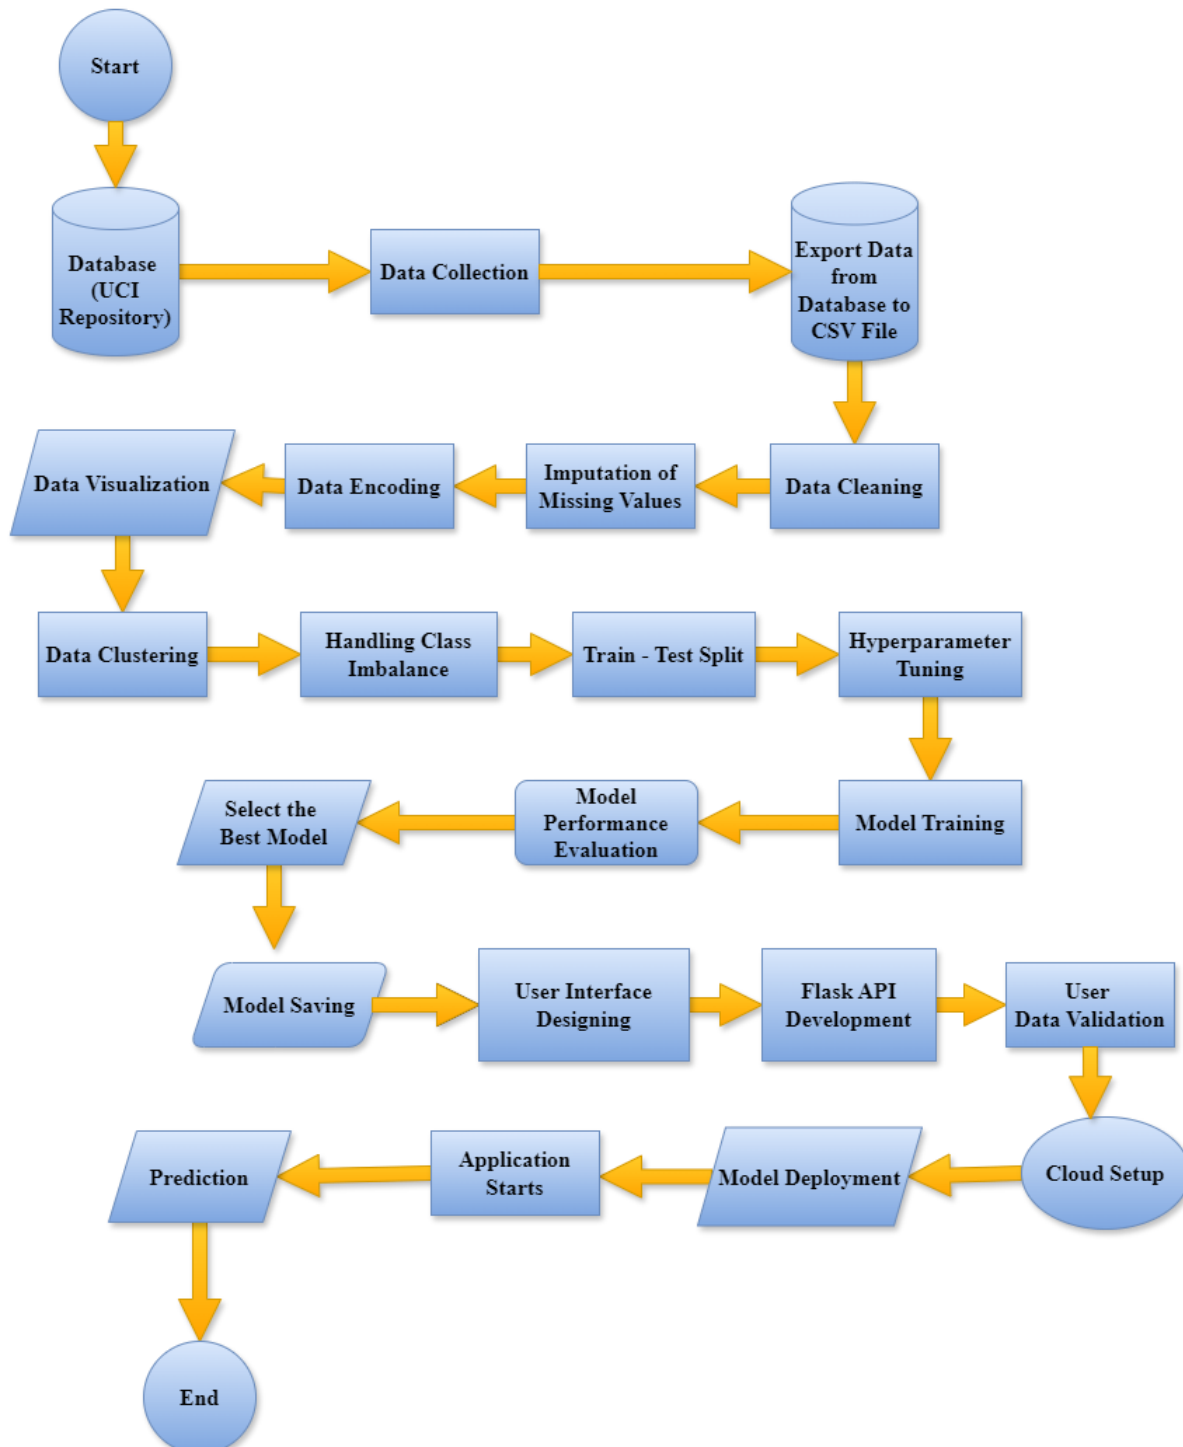 Start
Database
(UCI
Repository)
Data Collection
Export Data
from
Database to
CSV File
Data Cleaning
Imputation of
Missing Values
Data Encoding
Data Visualization
Data Clustering
Handling Class
Imbalance
Train - Test Split
Hyperparameter
Tuning
Model Training
Model
Performance
Evaluation
Select the
Best Model
Model Saving
User Interface
Designing
Flask API
Development
User
Data Validation
Cloud Setup
Model Deployment
Application
Starts
Prediction
End